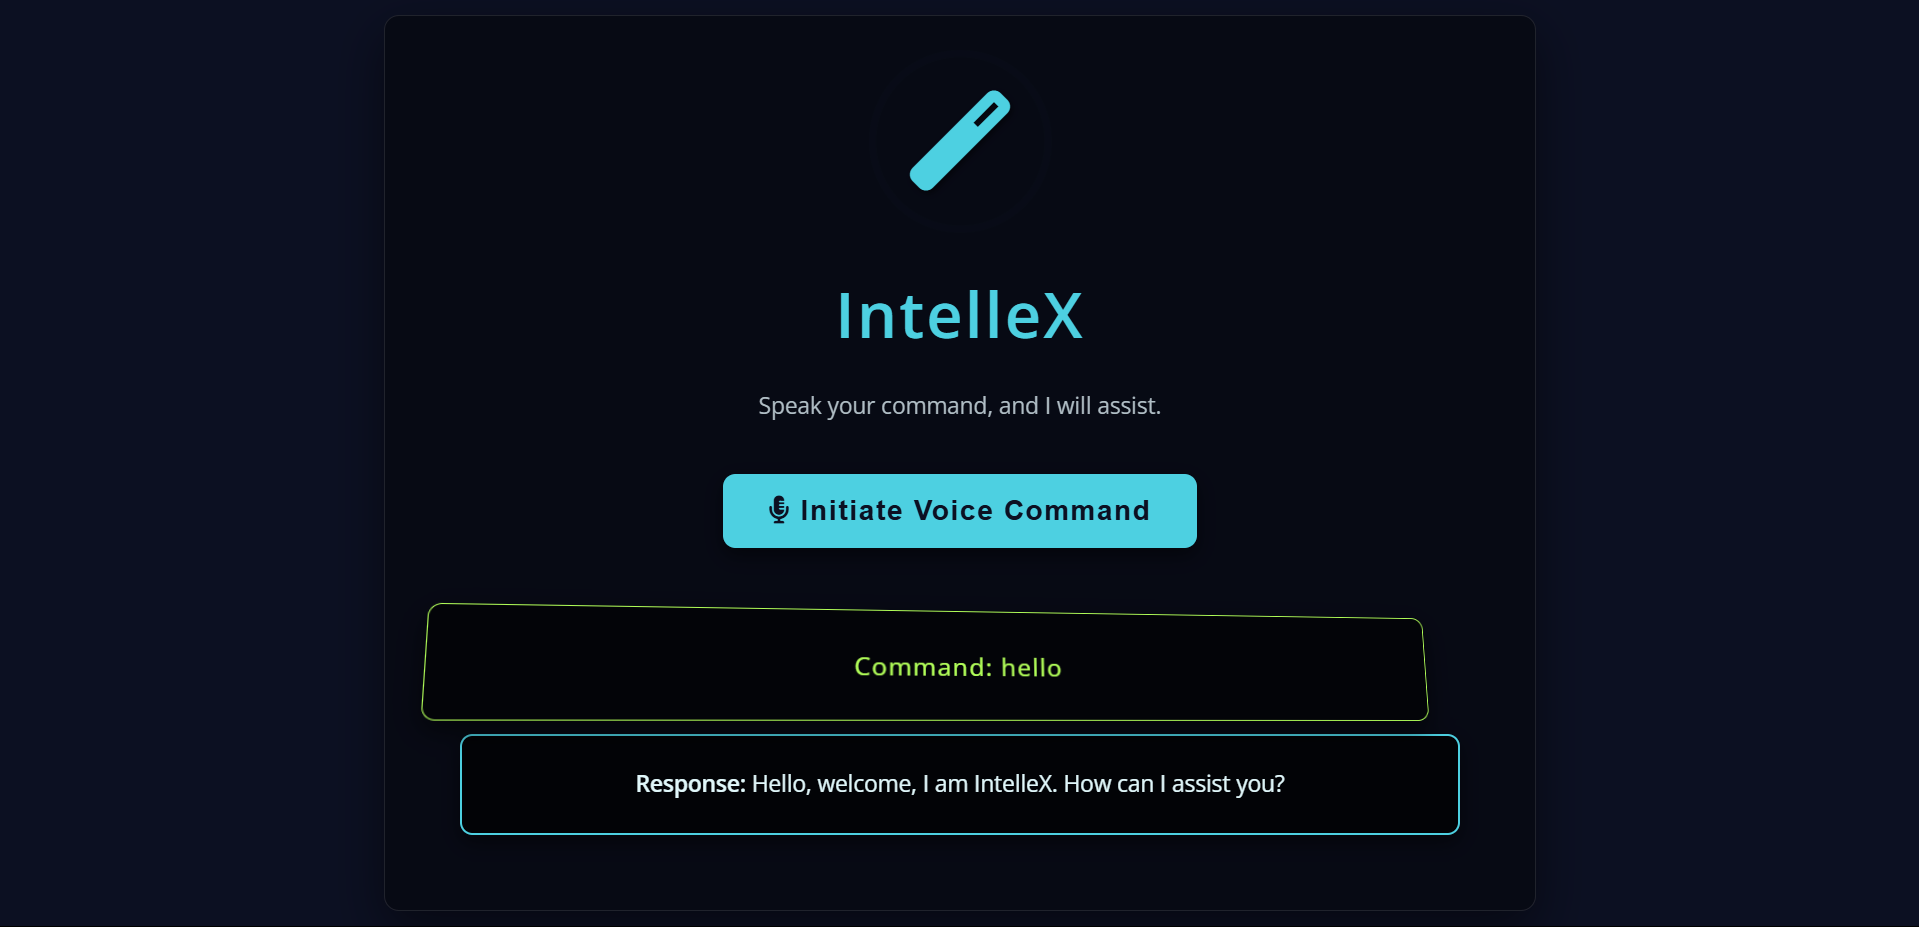 IntelleX
Speak your command, and I will assist.
Initiate Voice Command
Command: hello
Response: Hello, welcome, I am IntelleX. How can I assist you?